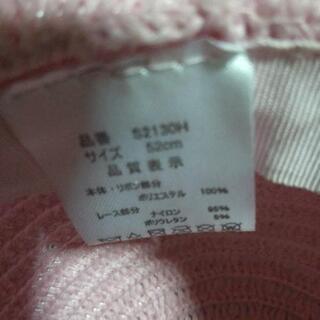 品番 S2130H
サイズ 52cm
品質表示
本体・リボン部分
ポリエステル 100%
レース部分 ナイロン 95%
ポリウレタン 5%